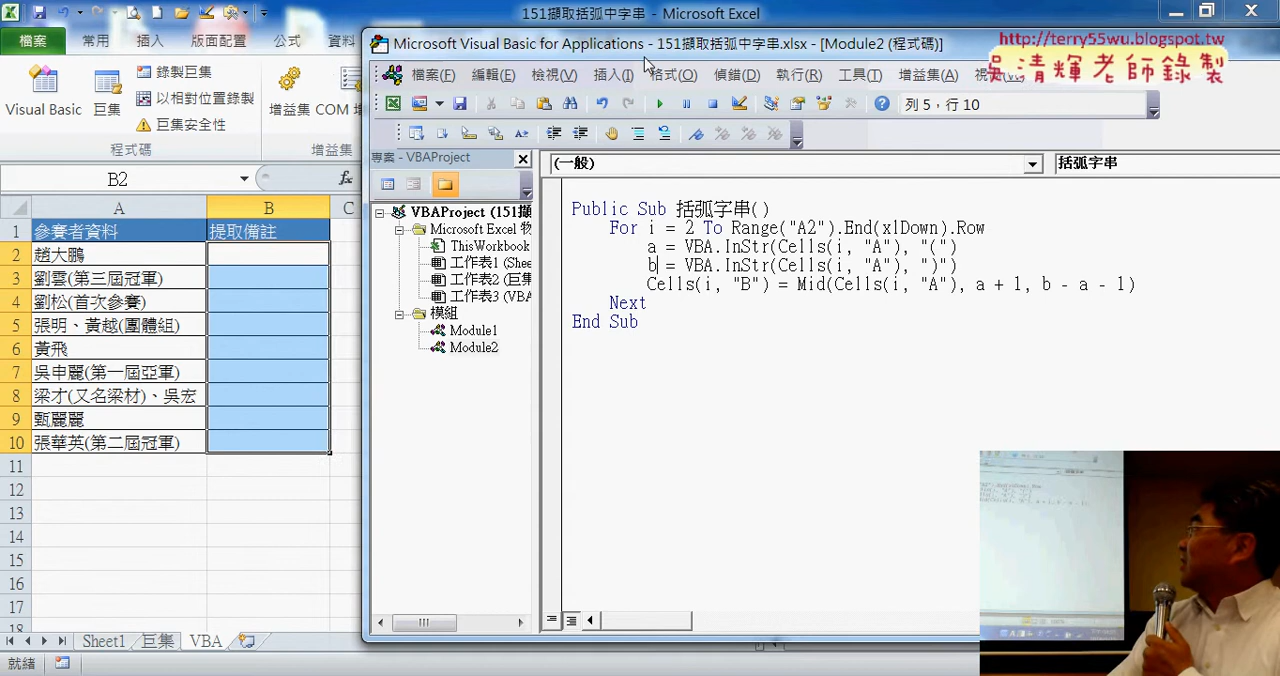 151擷取括弧中字串 - Microsoft Excel
檔案 常用 插入 版面配置 公式 資料
Visual Basic
巨集
錄製巨集
以相對位置錄製
巨集安全性
程式碼
增益集 COM 增
增益集
B2
fx
A B C
1 參賽者資料 提取備註
2 趙大鵬
3 劉雲(第三屆冠軍)
4 劉松(首次參賽)
5 張明、黃越(團體組)
6 黃飛
7 吳申麗(第一屆亞軍)
8 梁才(又名梁材)、吳宏
9 甄麗麗
10 張華英(第二屆冠軍)
11
12
13
14
15
16
17
18
Sheet1 巨集 VBA
就緒
Microsoft Visual Basic for Applications - 151擷取括弧中字串.xlsx - [Module2 (程式碼)]
http://terry55wu.blogspot.tw
吳清輝老師錄製
檔案(F) 編輯(E) 檢視(V) 插入(I) 格式(O) 偵錯(D) 執行(R) 工具(T) 增益集(A)
列 5，行 10
專案 - VBAProject
VBAProject (151擷
Microsoft Excel 物
ThisWorkbook
工作表1 (Shee
工作表2 (巨集
工作表3 (VBA
模組
Module1
Module2
(一般)
括弧字串
Public Sub 括弧字串()
For i = 2 To Range("A2").End(xlDown).Row
a = VBA.InStr(Cells(i, "A"), "(")
b = VBA.InStr(Cells(i, "A"), ")")
Cells(i, "B") = Mid(Cells(i, "A"), a + 1, b - a - 1)
Next
End Sub